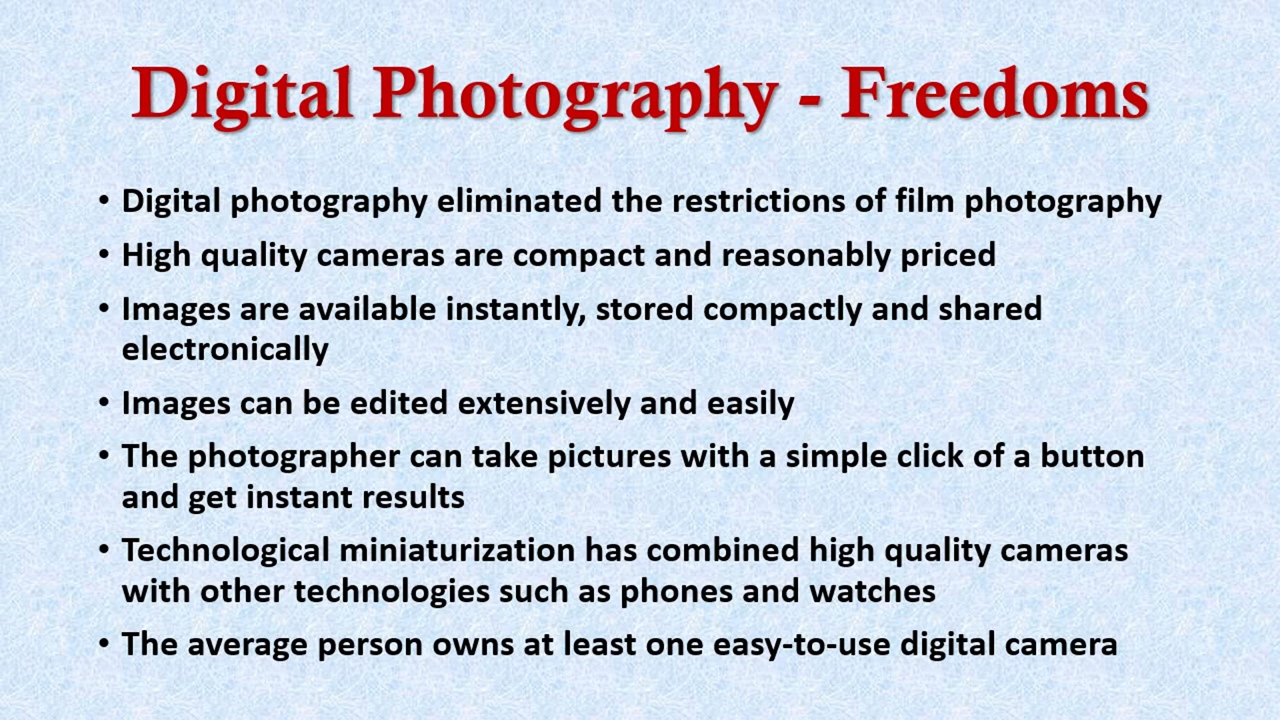 Digital Photography - Freedoms
• Digital photography eliminated the restrictions of film photography
• High quality cameras are compact and reasonably priced
• Images are available instantly, stored compactly and shared
electronically
• Images can be edited extensively and easily
• The photographer can take pictures with a simple click of a button
and get instant results
• Technological miniaturization has combined high quality cameras
with other technologies such as phones and watches
• The average person owns at least one easy-to-use digital camera